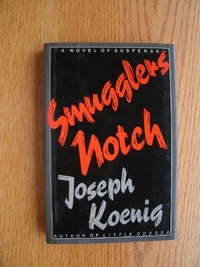 A NOVEL OF SUSPENSE
Smugglers
Notch
Joseph
Koenig
AUTHOR OF LITTLE ODESSA